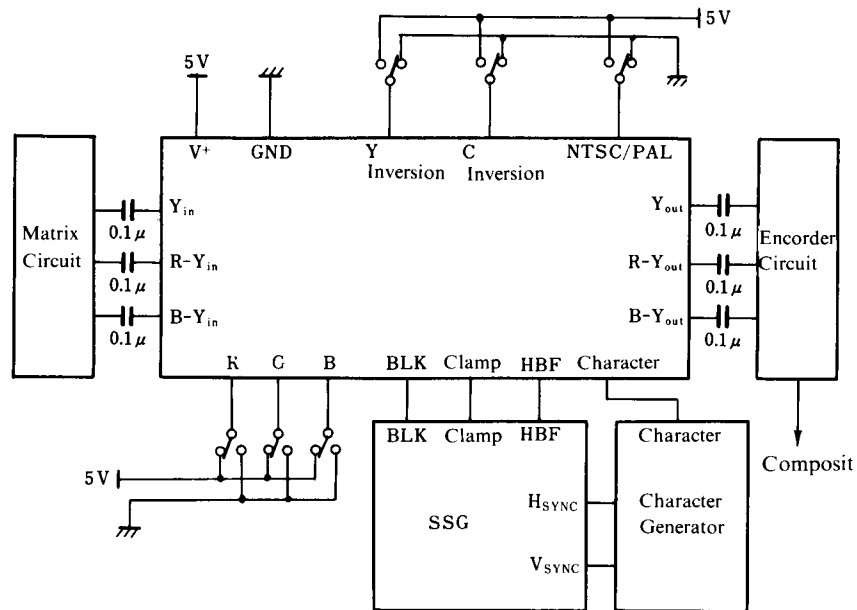 5V
5V
V+ GND Y Inversion C Inversion NTSC/PAL
Matrix Circuit
0.1μ
0.1μ
0.1μ
Yin
R-Yin
B-Yin
Yout
R-Yout
B-Yout
0.1μ
0.1μ
0.1μ
Encorder Circuit
R G B BLK Clamp HBF Character
BLK Clamp HBF
Character
Composit
5V
SSG
HSYNC
VSYNC
Character Generator